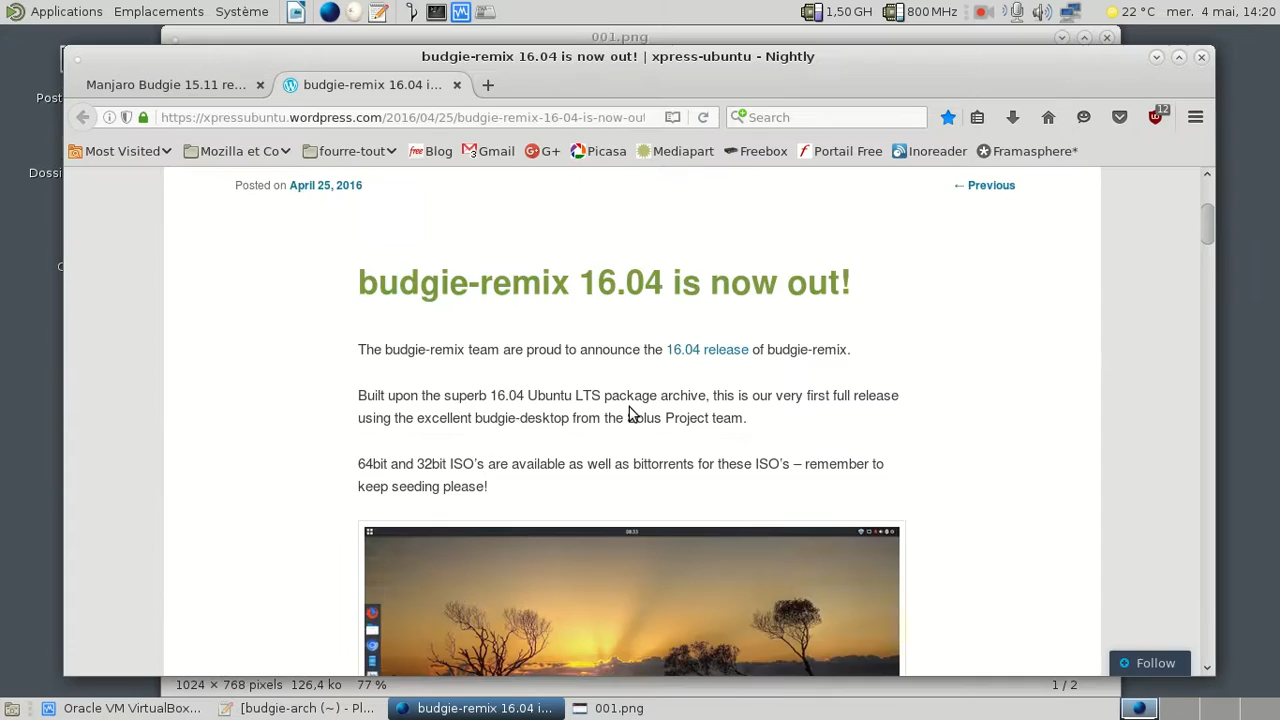 Applications Emplacements Système 1,50 GH 800 MHz 22 °C mer. 4 mai, 14:20
001.png
budgie-remix 16.04 is now out! | xpress-ubuntu - Nightly
Manjaro Budgie 15.11 re... budgie-remix 16.04 i...
https://xpressubuntu.wordpress.com/2016/04/25/budgie-remix-16-04-is-now-out Search 12
Most Visited Mozilla et Co fourre-tout free Blog 3 Gmail G+ Picasa Mediapart Freebox f Portail Free Inoreader Framasphere*
Posted on April 25, 2016 ← Previous
budgie-remix 16.04 is now out!
The budgie-remix team are proud to announce the 16.04 release of budgie-remix.
Built upon the superb 16.04 Ubuntu LTS package archive, this is our very first full release
using the excellent budgie-desktop from the Solus Project team.
64bit and 32bit ISO's are available as well as bittorrents for these ISO's – remember to
keep seeding please!
Follow
1024 × 768 pixels 126,4 ko 77 % 1 / 2
Oracle VM VirtualBox... [budgie-arch (~) - Pl... budgie-remix 16.04 i... 001.png